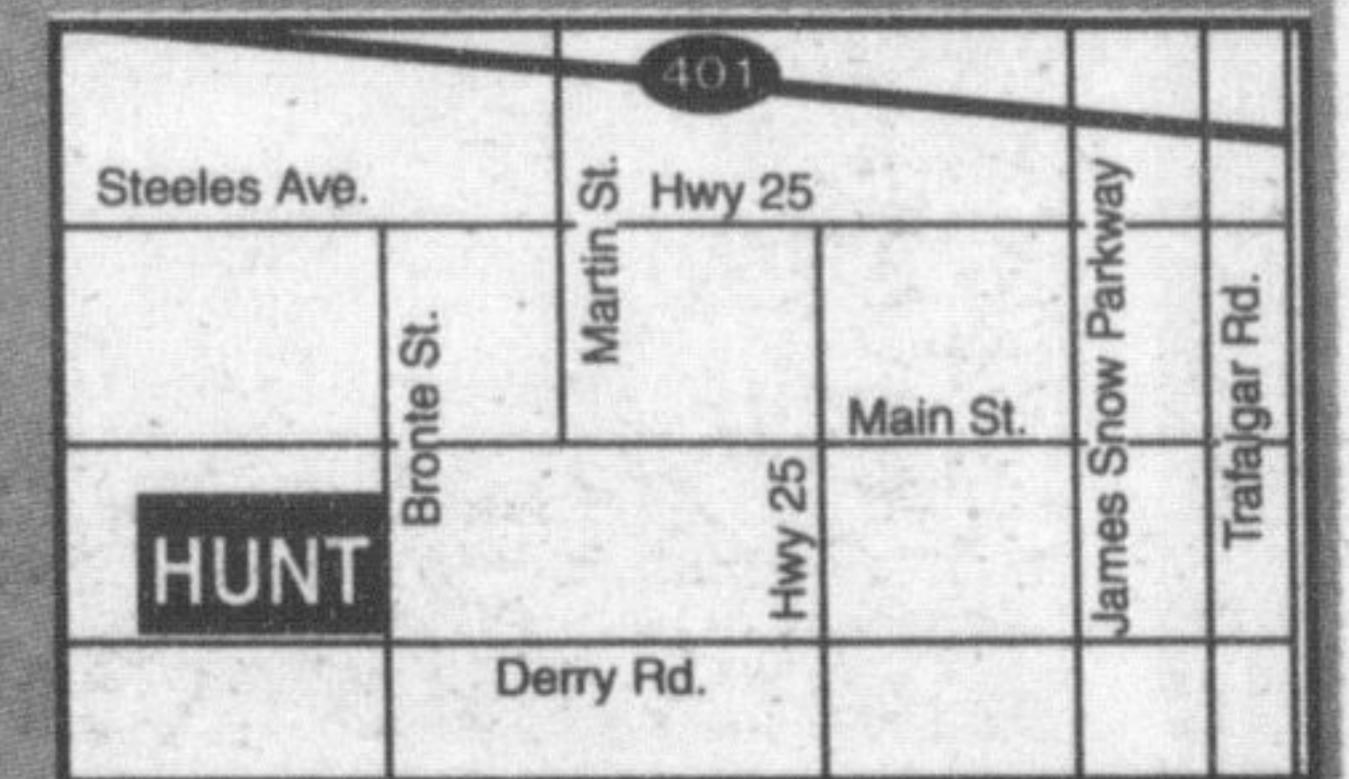 401
Steeles Ave.
Martin St.
Hwy 25
James Snow Parkway
Bronte St.
Trafalgar Rd.
Main St.
Hwy 25
HUNT
Derry Rd.